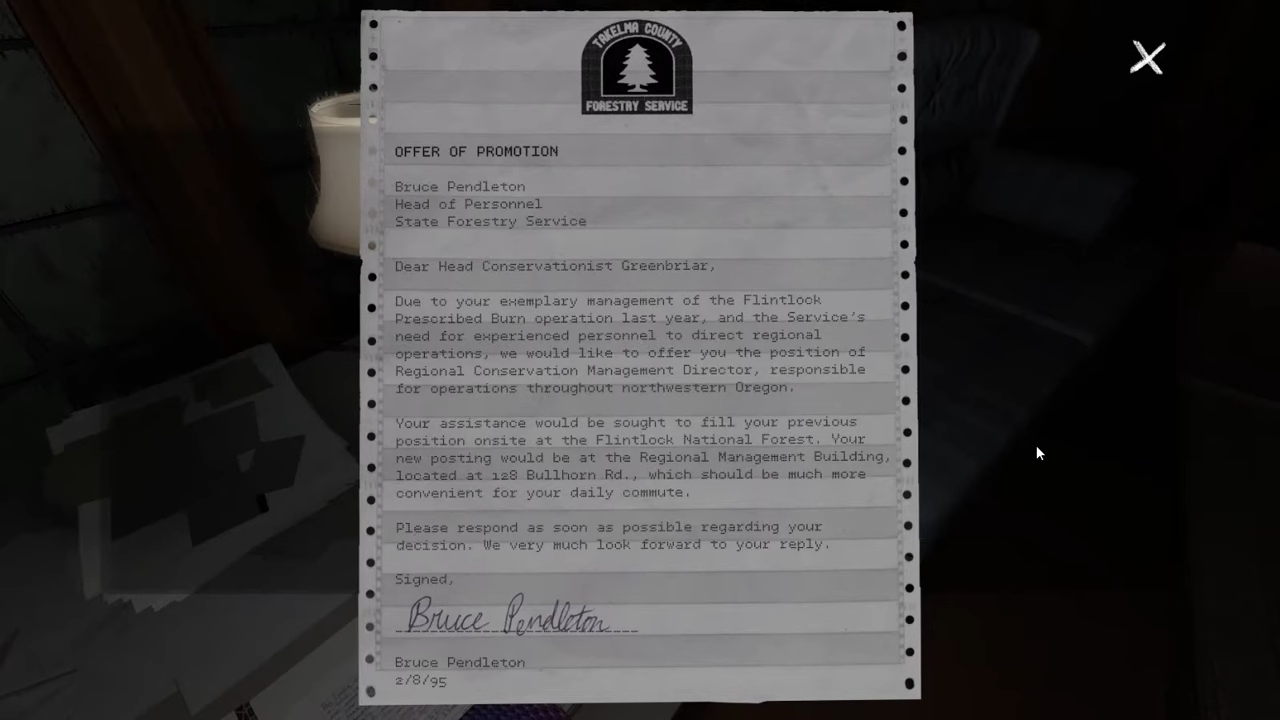 TAKELMA COUNTY
FORESTRY SERVICE
OFFER OF PROMOTION
Bruce Pendleton
Head of Personnel
State Forestry Service
Dear Head Conservationist Greenbriar,
Due to your exemplary management of the Flintlock
Prescribed Burn operation last year, and the Service's
need for experienced personnel to direct regional
operations, we would like to offer you the position of
Regional Conservation Management Director, responsible
for operations throughout northwestern Oregon.
Your assistance would be sought to fill your previous
position onsite at the Flintlock National Forest. Your
new posting would be at the Regional Management Building,
located at 128 Bullhorn Rd., which should be much more
convenient for your daily commute.
Please respond as soon as possible regarding your
decision. We very much look forward to your reply.
Signed,
Bruce Pendleton
Bruce Pendleton
2/8/95